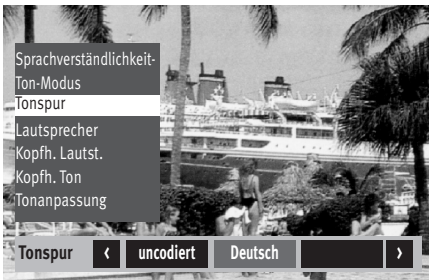 Sprachverständlichkeit-
Ton-Modus
Tonspur
Lautsprecher
Kopfh. Lautst.
Kopfh. Ton
Tonanpassung
Tonspur ‹ uncodiert Deutsch ›